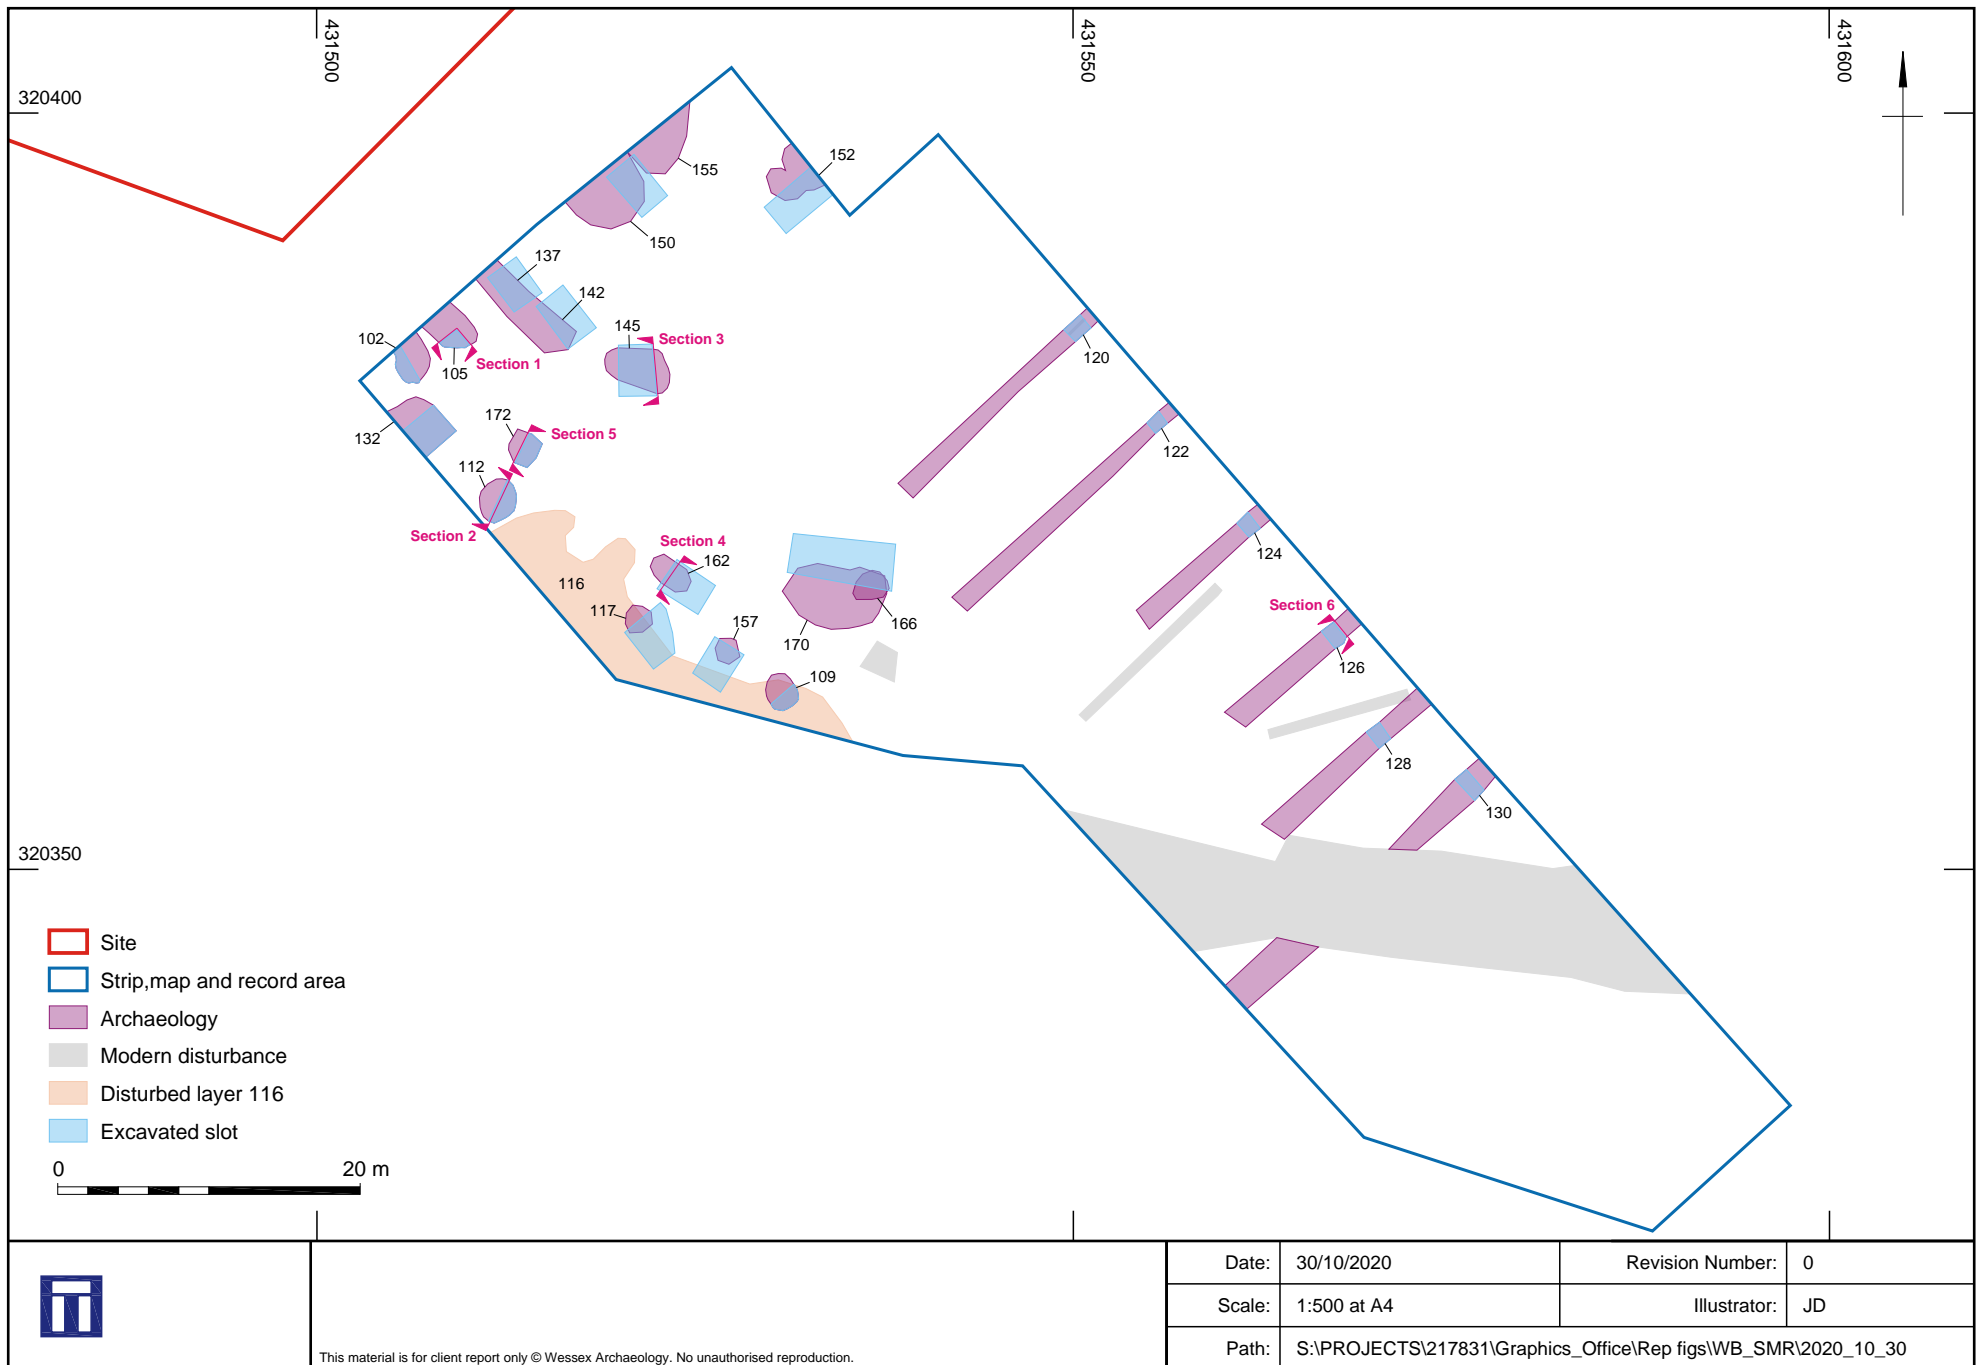 431500
431550
431600
320400
155
152
150
137
142
102
145
Section 3
105
Section 1
120
172
Section 5
132
122
112
Section 2
Section 4
162
124
116
117
157
166
170
Section 6
126
109
128
130
320350
Site
Strip,map and record area
Archaeology
Modern disturbance
Disturbed layer 116
Excavated slot
0 20 m
Date: 30/10/2020 Revision Number: 0
Scale: 1:500 at A4 Illustrator: JD
Path: S:\PROJECTS\217831\Graphics_Office\Rep figs\WB_SMR\2020_10_30
This material is for client report only © Wessex Archaeology. No unauthorised reproduction.